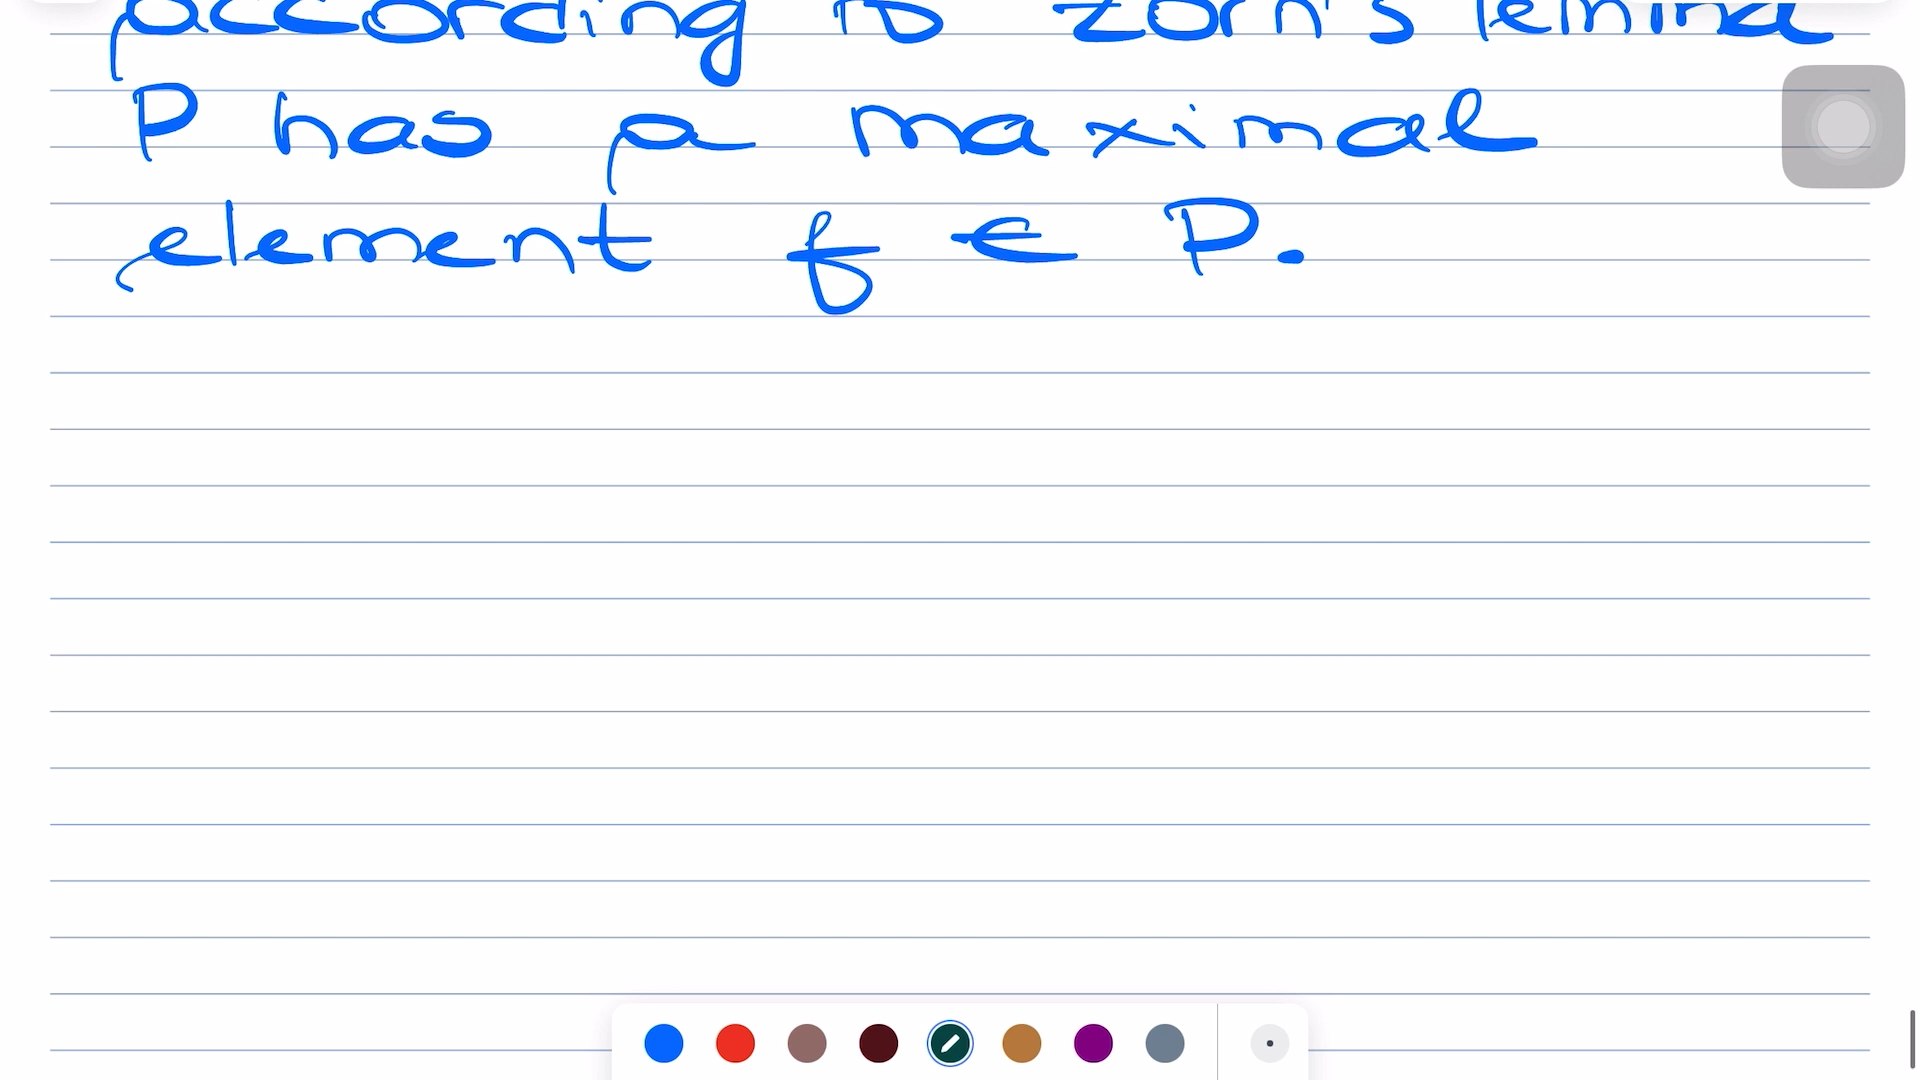 according to zorn's lemma
P has a maximal
element f ∈ P.